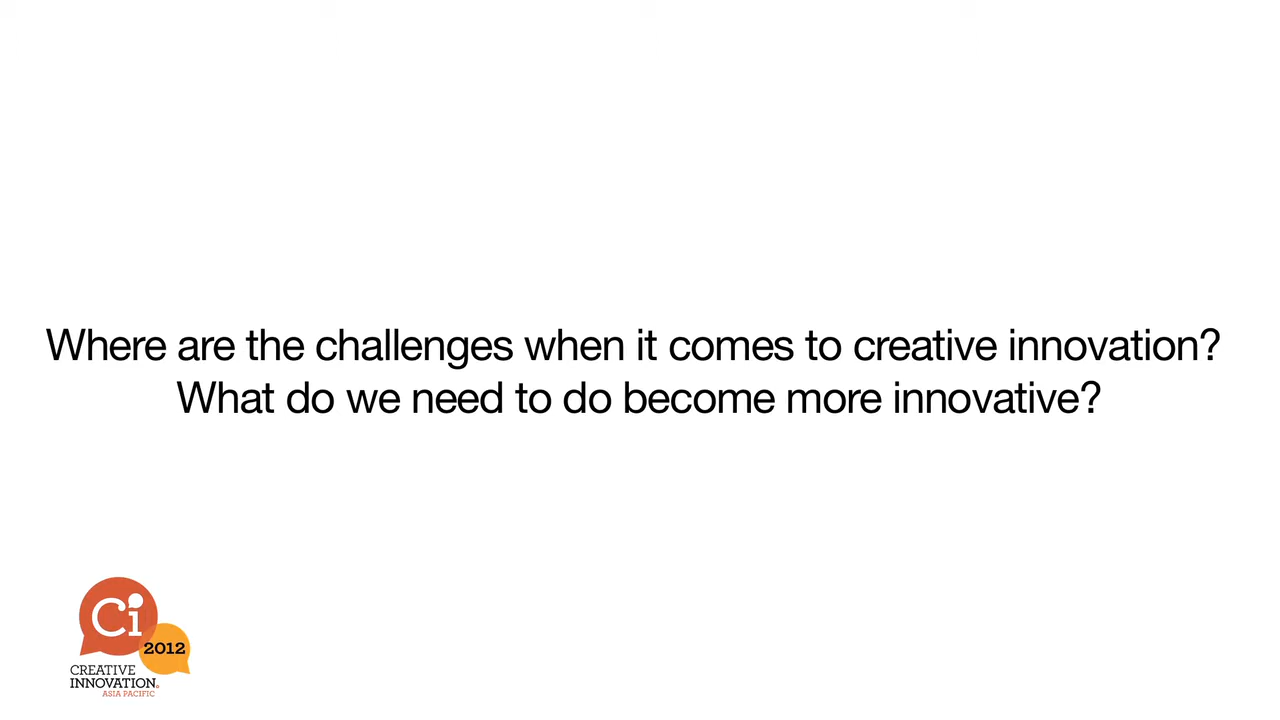 Where are the challenges when it comes to creative innovation?
What do we need to do become more innovative?
Ci
2012
CREATIVE
INNOVATION
ASIA PACIFIC